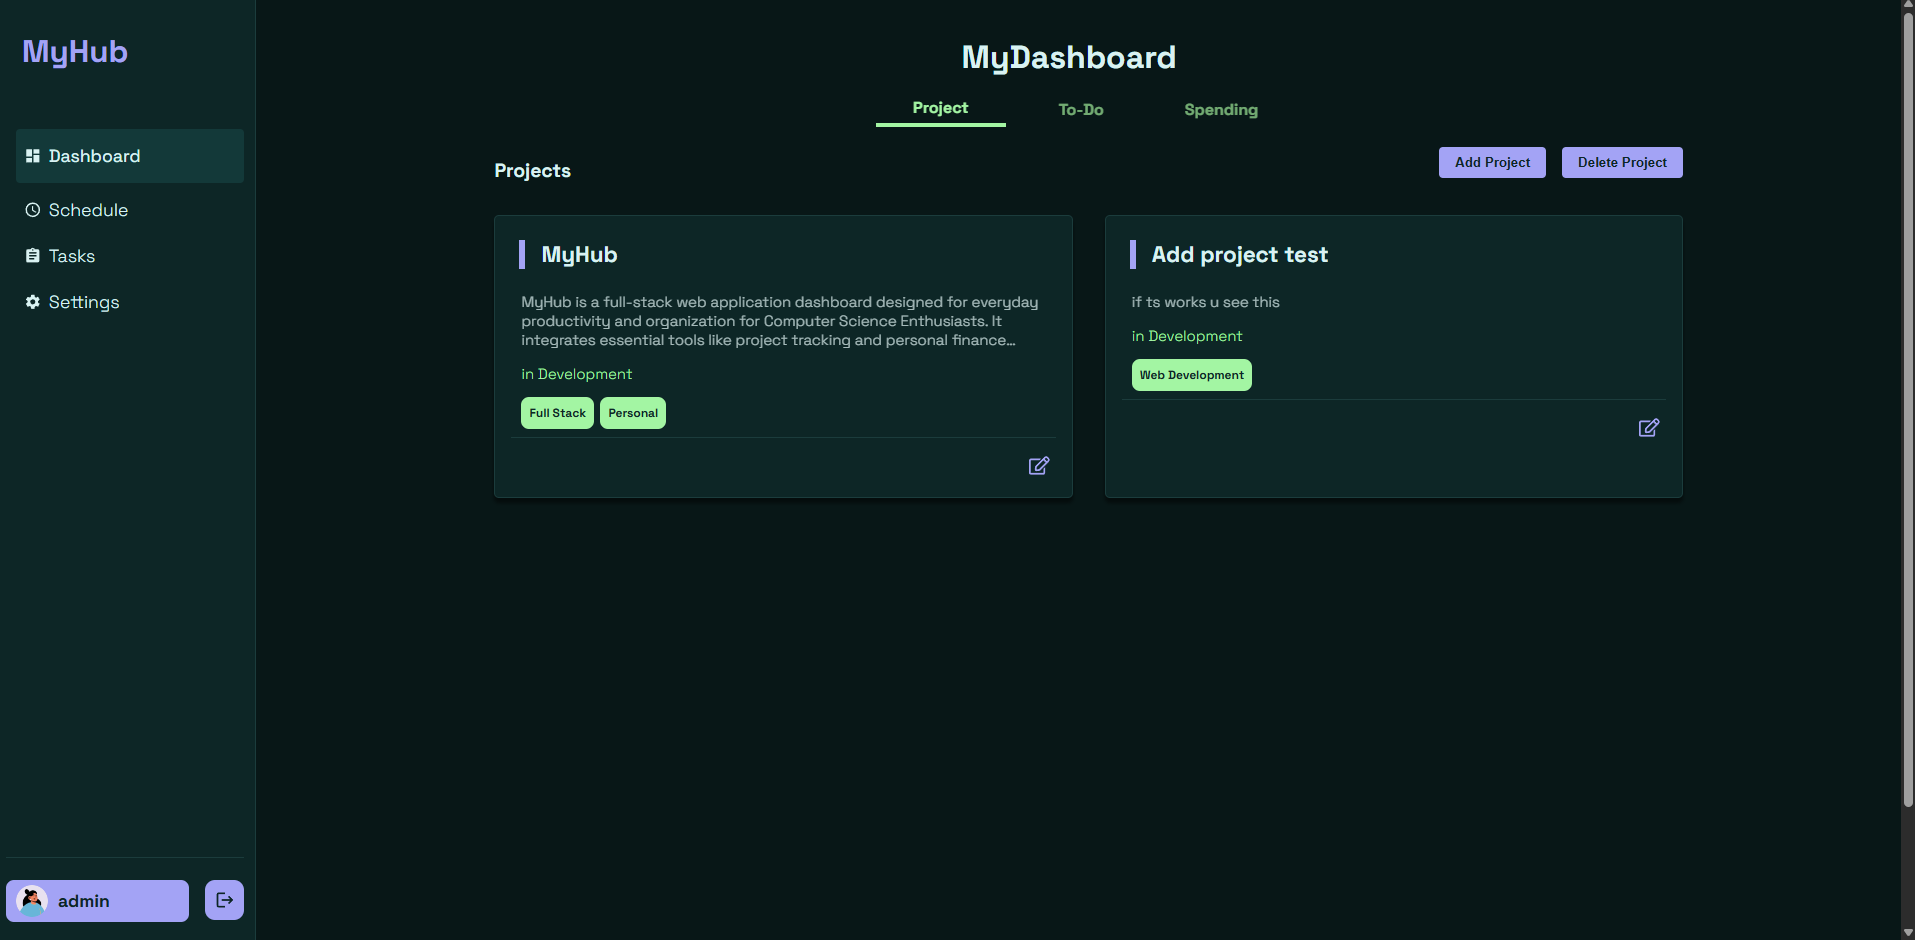 MyHub
Dashboard
Schedule
Tasks
Settings
admin
MyDashboard
Project
To-Do
Spending
Projects
Add Project
Delete Project
MyHub
MyHub is a full-stack web application dashboard designed for everyday
productivity and organization for Computer Science Enthusiasts. It
integrates essential tools like project tracking and personal finance...
in Development
Full Stack
Personal
Add project test
if ts works u see this
in Development
Web Development